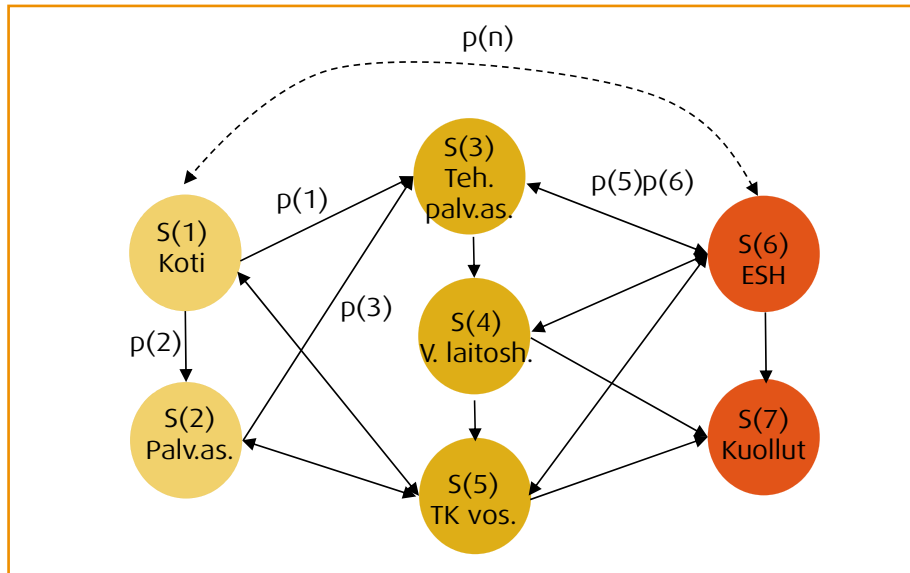 p(n)
S(3)
Teh.
palv.as.
p(5)p(6)
p(1)
S(1)
Koti
S(6)
ESH
p(3)
S(4)
V. laitosh.
p(2)
S(2)
Palv.as.
S(7)
Kuollut
S(5)
TK vos.